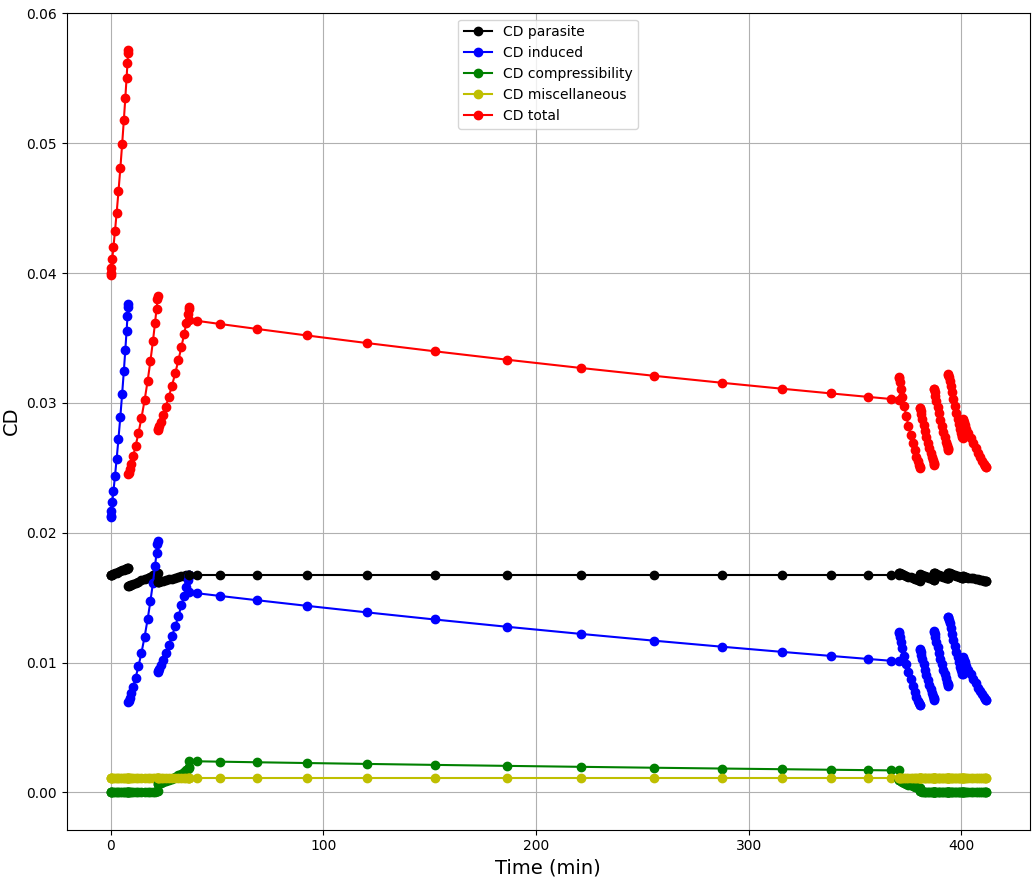 0.06
0.05
0.04
0.03
0.02
0.01
0.00
CD
CD parasite
CD induced
CD compressibility
CD miscellaneous
CD total
0
100
200
300
400
Time (min)